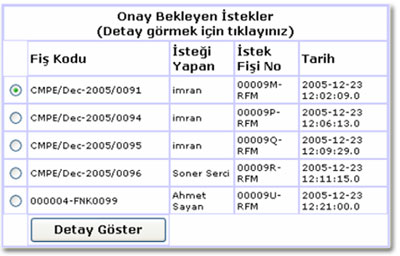 Onay Bekleyen İstekler
(Detay görmek için tıklayınız)
Fiş Kodu İsteği Yapan İstek Fişi No Tarih
CMPE/Dec-2005/0091 imran 00009M-RFM 2005-12-23 12:02:09.0
CMPE/Dec-2005/0094 imran 00009P-RFM 2005-12-23 12:06:13.0
CMPE/Dec-2005/0095 imran 00009Q-RFM 2005-12-23 12:09:29.0
CMPE/Dec-2005/0096 Soner Serci 00009R-RFM 2005-12-23 12:11:15.0
000004-FNK0099 Ahmet Sayan 00009U-RFM 2005-12-23 12:21:00.0
Detay Göster